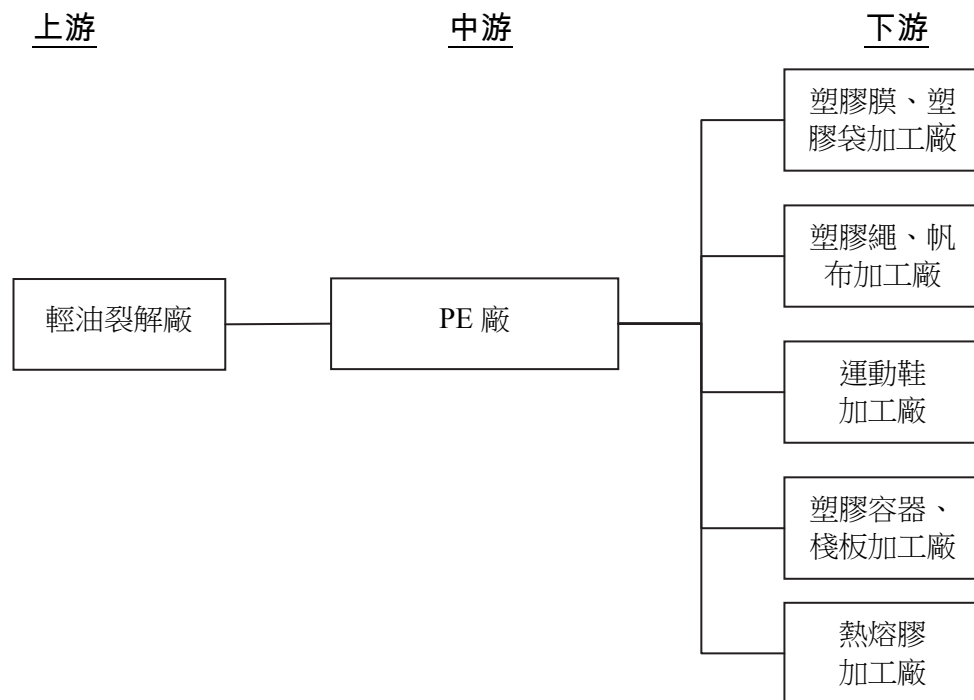 上游
中游
下游
塑膠膜、塑
膠袋加工廠
塑膠繩、帆
布加工廠
輕油裂解廠
PE 廠
運動鞋
加工廠
塑膠容器、
棧板加工廠
熱熔膠
加工廠